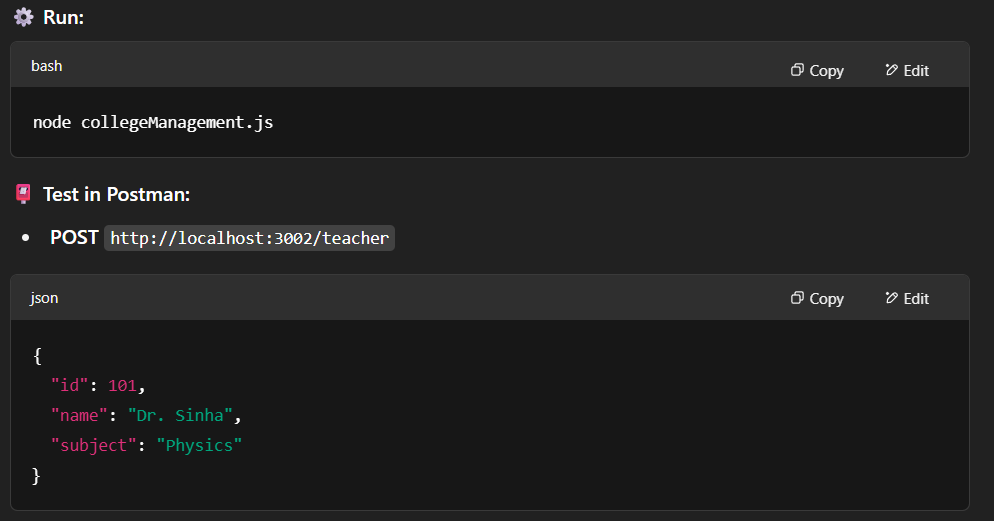 Run:
bash
Copy
Edit
node collegeManagement.js
Test in Postman:
POST http://localhost:3002/teacher
json
Copy
Edit
{
"id": 101,
"name": "Dr. Sinha",
"subject": "Physics"
}